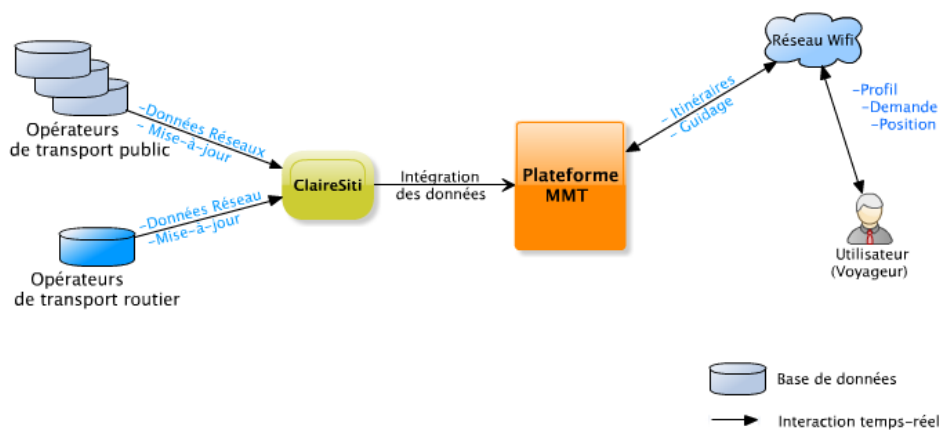 Réseau Wifi
-Données Réseaux
- Mise-à-jour
Opérateurs
de transport public
-Itinéraires
- Guidage
-Profil
-Demande
-Position
ClaireSiti
Intégration
des données
Plateforme
MMT
-Données Réseau
-Mise-à-jour
Opérateurs
de transport routier
Utilisateur
(Voyageur)
Base de données
Interaction temps-réel